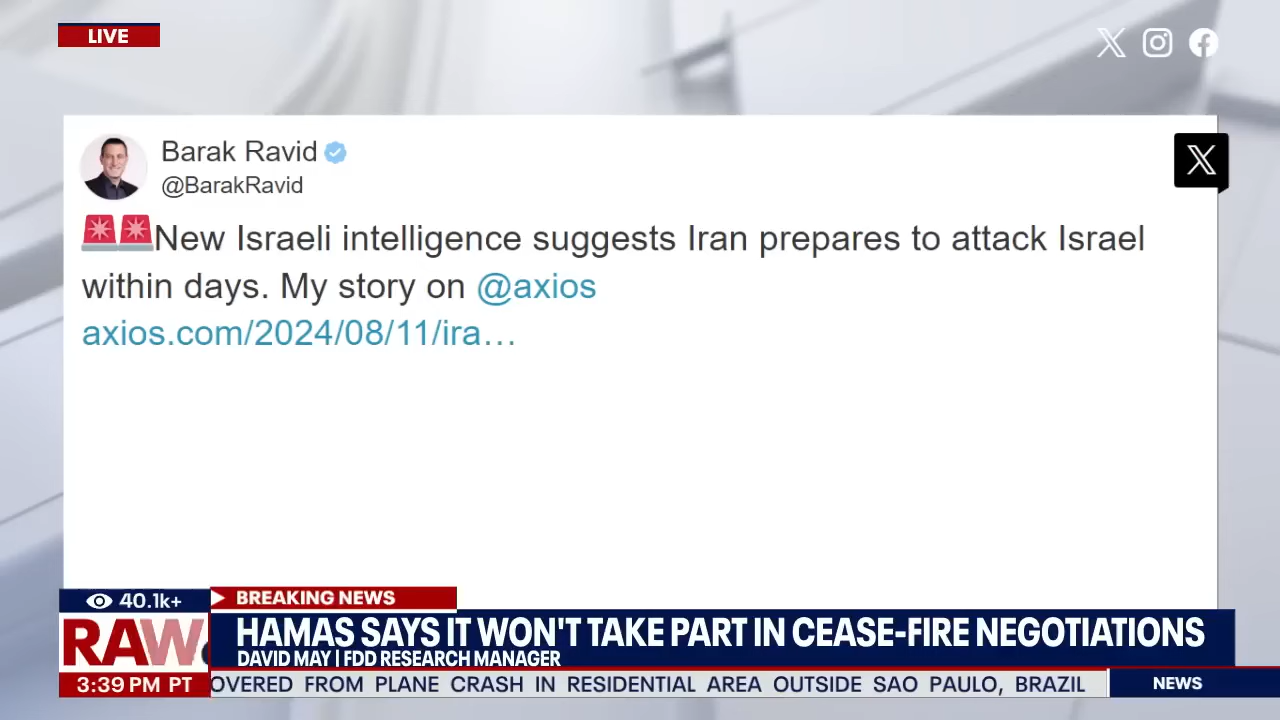 LIVE
Barak Ravid
@BarakRavid
New Israeli intelligence suggests Iran prepares to attack Israel
within days. My story on @axios
axios.com/2024/08/11/ira…
40.1k+
BREAKING NEWS
RAW
HAMAS SAYS IT WON'T TAKE PART IN CEASE-FIRE NEGOTIATIONS
DAVID MAY | FDD RESEARCH MANAGER
3:39 PM PT
OVERED FROM PLANE CRASH IN RESIDENTIAL AREA OUTSIDE SAO PAULO, BRAZIL
NEWS